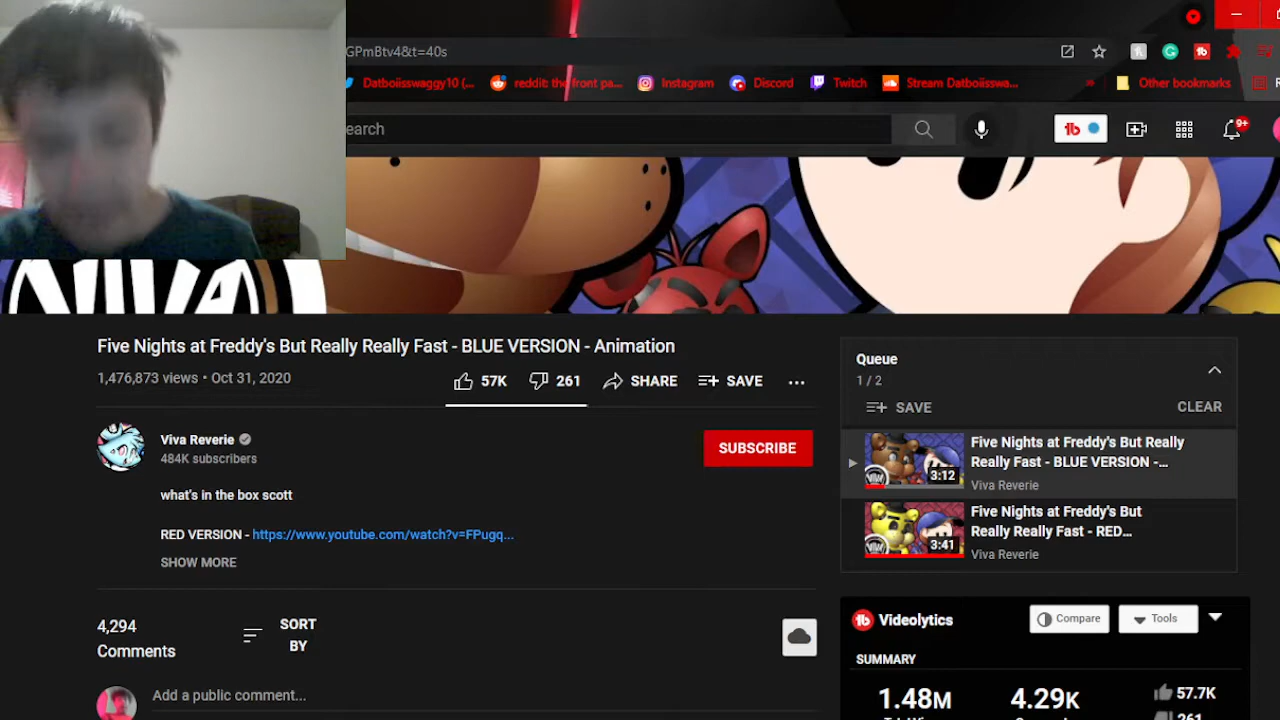 GPmBtv4&t=40s
Datboiisswaggy10 (...
reddit: the front pa...
Instagram
Discord
Twitch
Stream Datboiisswa...
»
Other bookmarks
earch
9+
Five Nights at Freddy's But Really Really Fast - BLUE VERSION - Animation
1,476,873 views • Oct 31, 2020
57K
261
SHARE
SAVE
...
Viva Reverie
484K subscribers
SUBSCRIBE
what's in the box scott
RED VERSION - https://www.youtube.com/watch?v=FPugq...
SHOW MORE
4,294
Comments
SORT
BY
Add a public comment...
Queue
1 / 2
SAVE
CLEAR
Five Nights at Freddy's But Really
Really Fast - BLUE VERSION -...
Viva Reverie
3:12
Five Nights at Freddy's But
Really Really Fast - RED...
Viva Reverie
3:41
Videolytics
Compare
Tools
SUMMARY
1.48M
4.29K
57.7K
261